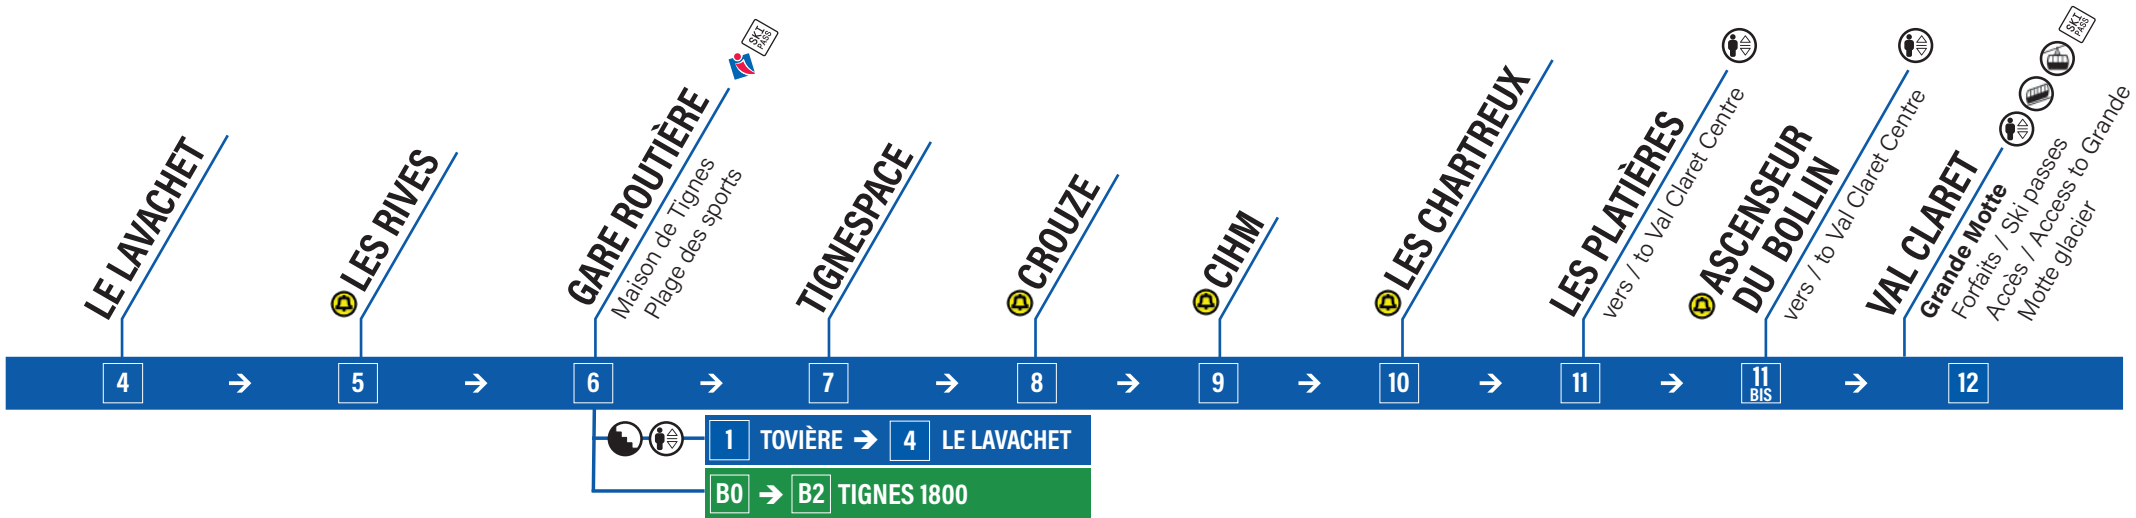 LE LAVACHET
LES RIVES
GARE ROUTIÈRE
Maison de Tignes
Plage des sports
SKI
PASS
TIGNESPACE
CROUZE
CIHM
LES CHARTREUX
LES PLATIÈRES
vers / to Val Claret Centre
ASCENSEUR
DU BOLLIN
vers / to Val Claret Centre
VAL CLARET
Grande Motte
Forfaits / Ski passes
Accès / Access to Grande
Motte glacier
SKI
PASS
4 → 5 → 6 → 7 → 8 → 9 → 10 → 11 → 11 BIS → 12
1 TOVIÈRE → 4 LE LAVACHET
B0 → B2 TIGNES 1800